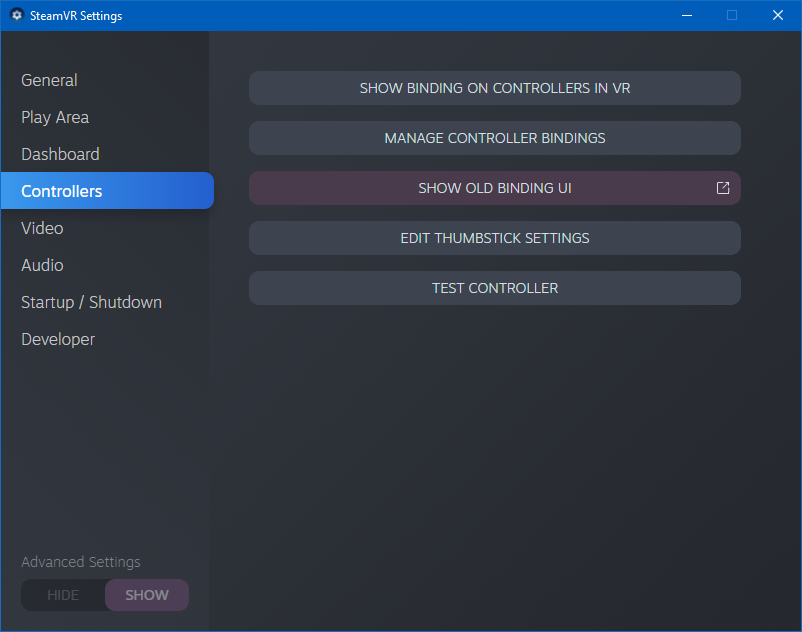 SteamVR Settings
General
Play Area
Dashboard
Controllers
Video
Audio
Startup / Shutdown
Developer
Advanced Settings
HIDE
SHOW
SHOW BINDING ON CONTROLLERS IN VR
MANAGE CONTROLLER BINDINGS
SHOW OLD BINDING UI
EDIT THUMBSTICK SETTINGS
TEST CONTROLLER